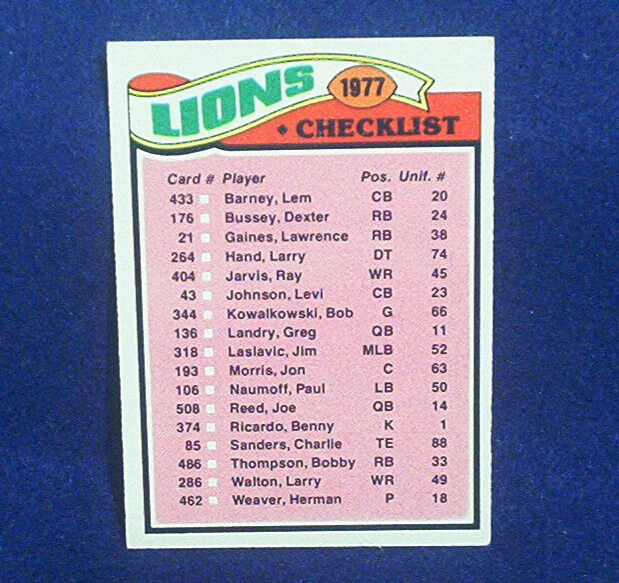 LIONS 1977
♦ CHECKLIST
Card # Player Pos. Unif. #
433 Barney, Lem CB 20
176 Bussey, Dexter RB 24
21 Gaines, Lawrence RB 38
264 Hand, Larry DT 74
404 Jarvis, Ray WR 45
43 Johnson, Levi CB 23
344 Kowalkowski, Bob G 66
136 Landry, Greg QB 11
318 Laslavic, Jim MLB 52
193 Morris, Jon C 63
106 Naumoff, Paul LB 50
508 Reed, Joe QB 14
374 Ricardo, Benny K 1
85 Sanders, Charlie TE 88
486 Thompson, Bobby RB 33
286 Walton, Larry WR 49
462 Weaver, Herman P 18